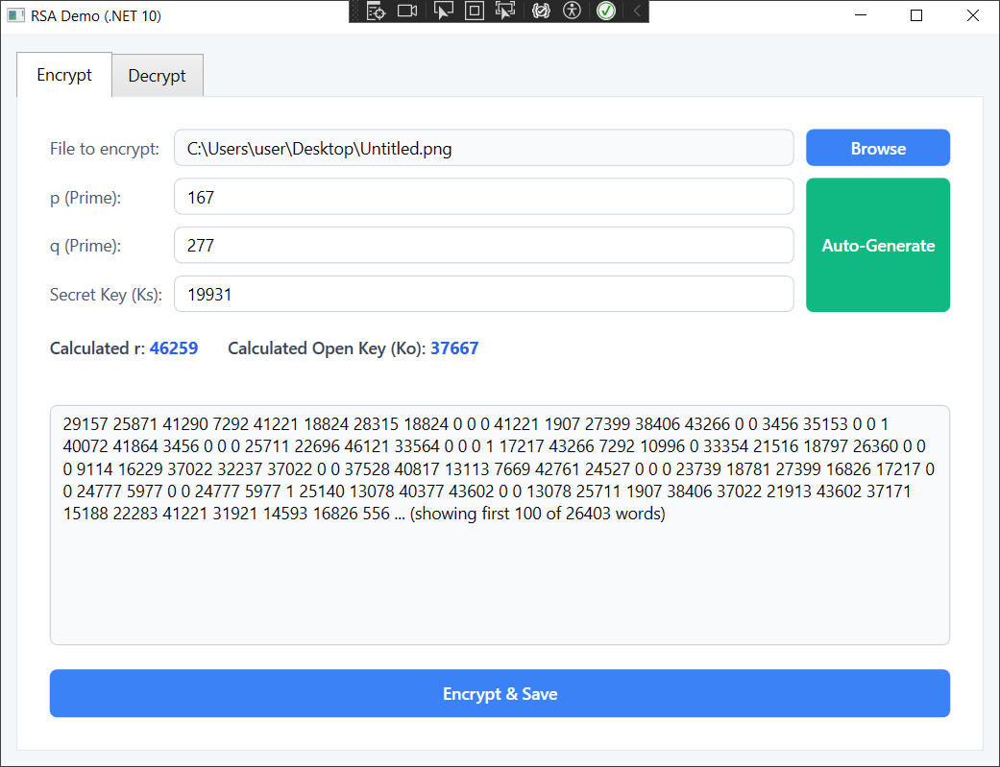 RSA Demo (.NET 10)
Encrypt Decrypt
File to encrypt: C:\Users\user\Desktop\Untitled.png Browse
p (Prime): 167
q (Prime): 277 Auto-Generate
Secret Key (Ks): 19931
Calculated r: 46259 Calculated Open Key (Ko): 37667
29157 25871 41290 7292 41221 18824 28315 18824 0 0 0 41221 1907 27399 38406 43266 0 0 3456 35153 0 0 1
40072 41864 3456 0 0 0 25711 22696 46121 33564 0 0 0 1 17217 43266 7292 10996 0 33354 21516 18797 26360 0 0
0 9114 16229 37022 32237 37022 0 0 37528 40817 13113 7669 42761 24527 0 0 0 23739 18781 27399 16826 17217 0
0 24777 5977 0 0 24777 5977 1 25140 13078 40377 43602 0 0 13078 25711 1907 38406 37022 21913 43602 37171
15188 22283 41221 31921 14593 16826 556 ... (showing first 100 of 26403 words)
Encrypt & Save